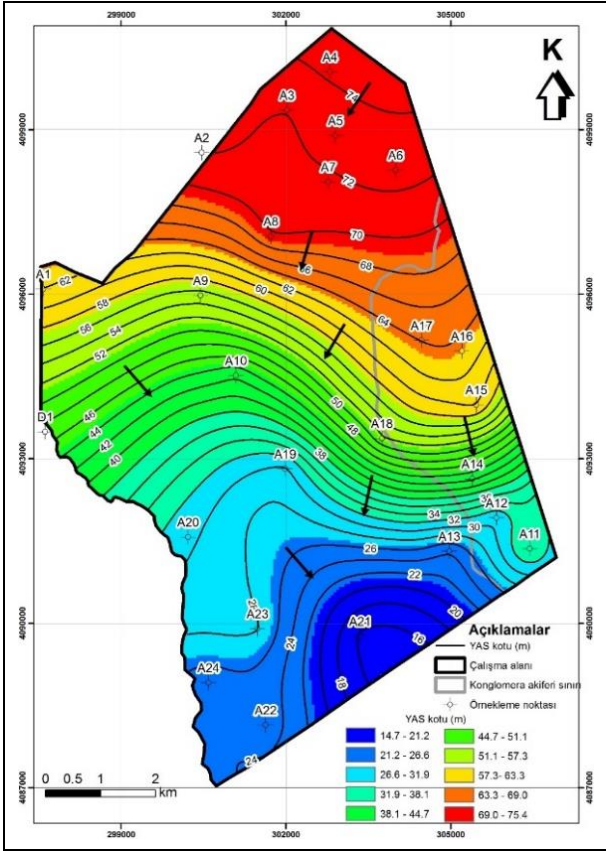 299000 302000 305000
K
A4
74
A3
4099000 4099000
A5
A2
A6
A7
72
A8
70
68
66
A1
62
4096000 4096000
A9
60
62
58
64
56
A17
54
A16
52
A10
A15
50
48
46
D1
A18
44
42
A19
38
40
4093000 4093000
A14
36
A12
34
32
30
A20
A13
A11
26
22
28
20
A23
A21
4090000 4090000
24
16
18
A24
A22
24
Açıklamalar
YAS kotu (m)
Çalışma alanı
Konglomera akiferi sınırı
Örnekleme noktası
YAS kotu (m)
14.7 - 21.2 44.7 - 51.1
21.2 - 26.6 51.1 - 57.3
26.6 - 31.9 57.3- 63.3
31.9 - 38.1 63.3 - 69.0
38.1 - 44.7 69.0 - 75.4
4087000 4087000
0 0.5 1 2
km
299000 302000 305000